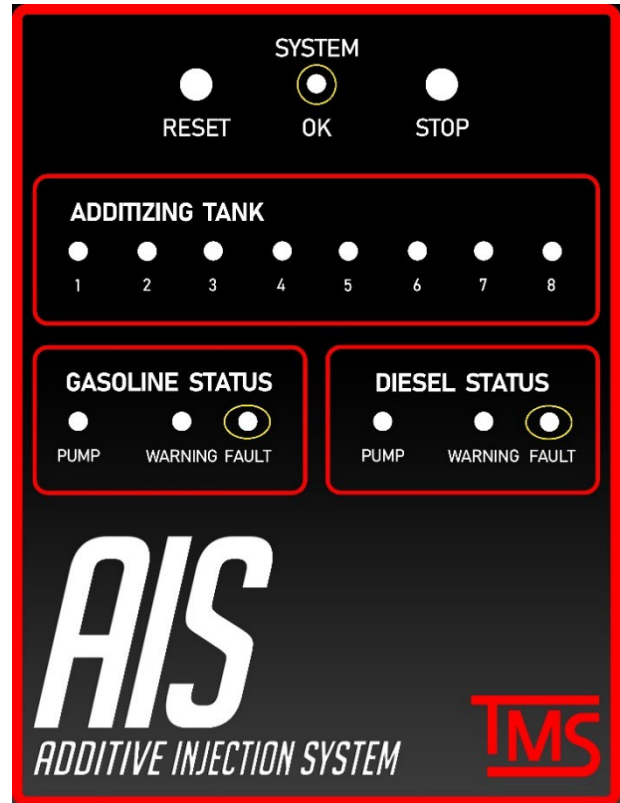 SYSTEM
RESET OK STOP
ADDITIZING TANK
1 2 3 4 5 6 7 8
GASOLINE STATUS
PUMP WARNING FAULT
DIESEL STATUS
PUMP WARNING FAULT
AIS
ADDITIVE INJECTION SYSTEM
TMS